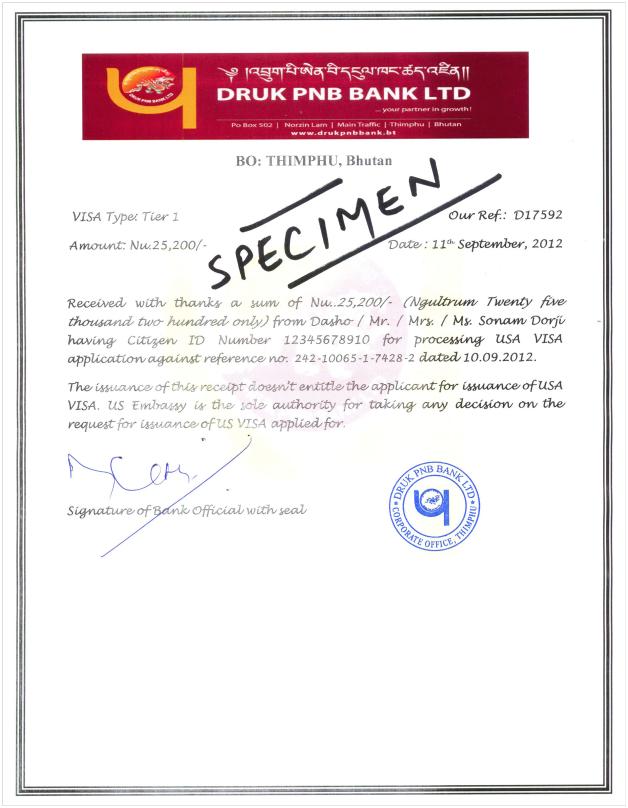 ༄ །འབྲུག་པི་ཨེན་བི་དངུལ་ཁང་ཚད་འཛིན།།
DRUK PNB BANK LTD
DRUK PNB BANK LTD
... your partner in growth!
Po Box 502 | Norzin Lam | Main Traffic | Thimphu | Bhutan
www.drukpnbbank.bt
BO: THIMPHU, Bhutan
SPECIMEN
VISA Type: Tier 1 Our Ref.: D17592
Amount: Nu.25,200/- Date : 11th September, 2012
Received with thanks a sum of Nu..25,200/- (Ngultrum Twenty five
thousand two hundred only) from Dasho / Mr. / Mrs. / Ms. Sonam Dorji
having Citizen ID Number 12345678910 for processing USA VISA
application against reference no. 242-10065-1-7428-2 dated 10.09.2012.
The issuance of this receipt doesn't entitle the applicant for issuance of USA
VISA. US Embassy is the sole authority for taking any decision on the
request for issuance of US VISA applied for.
Signature of Bank Official with seal
DRUK PNB BANK LTD
CORPORATE OFFICE, THIMPHU